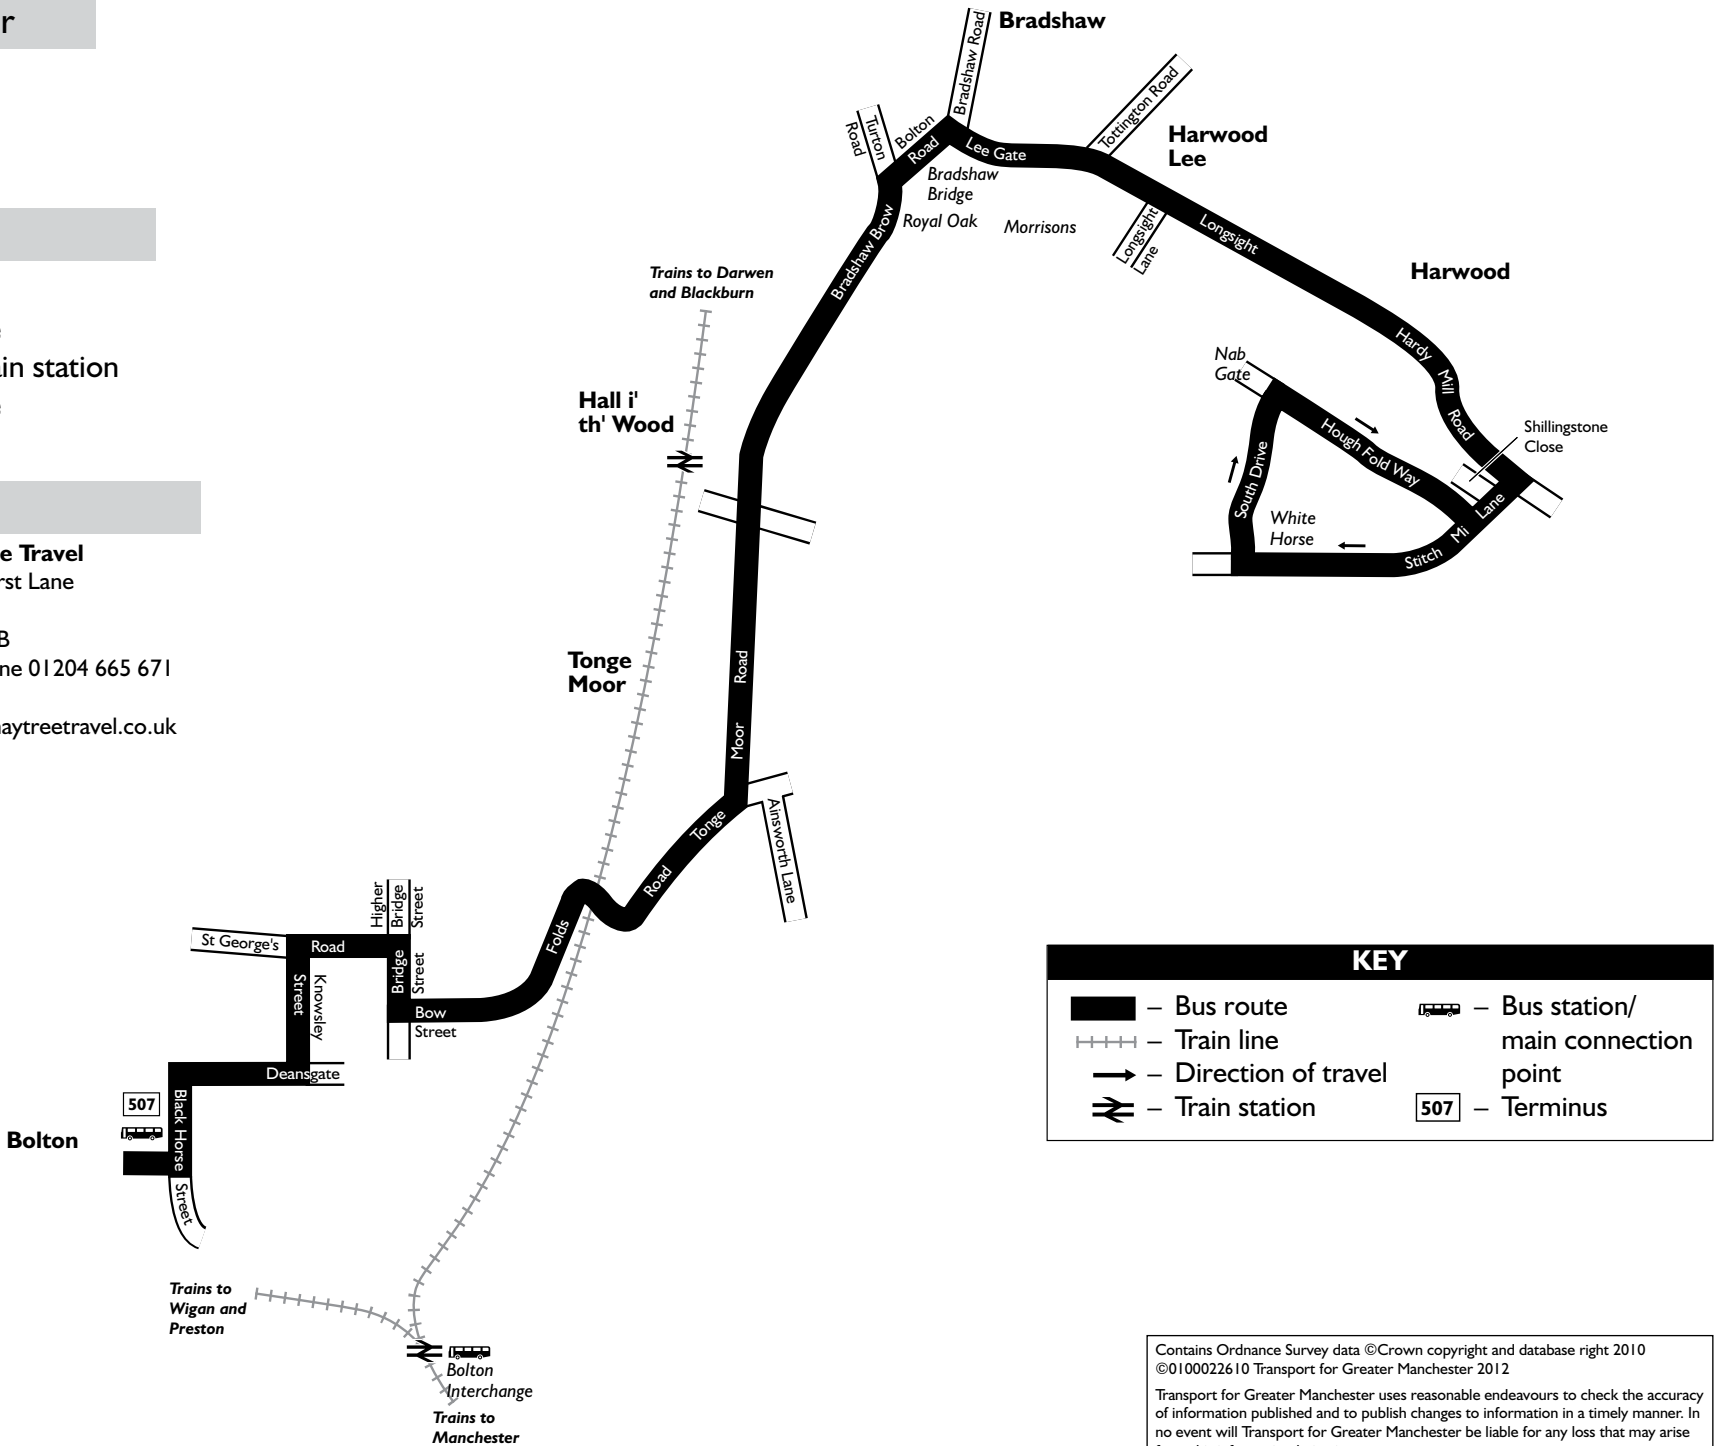 r
ain station
e Travel
rst Lane
B
ne 01204 665 671
aytreetravel.co.uk
Bradshaw
Bradshaw Road
Tottington Road
Turton
Road
Bolton
Road
Lee Gate
Harwood
Lee
Bradshaw
Bridge
Royal Oak
Morrisons
Longsight
Lane
Longsight
Bradshaw Brow
Harwood
Trains to Darwen
and Blackburn
Hardy
Mill
Road
Nab
Gate
Hall i'
th' Wood
Shillingstone
Close
Hough Fold Way
South Drive
White
Horse
Stitch
Mi
Lane
Tonge
Moor
Road
Moor
Tonge
Road
Ainsworth Lane
Folds
Higher
Bridge
Street
St George's
Road
Bridge
Street
Knowsley
Street
Bow
Street
Deansgate
507
Black Horse
Street
Bolton
KEY
– Bus route
– Train line
– Direction of travel
– Train station
– Bus station/
main connection
point
507 – Terminus
Trains to
Wigan and
Preston
Bolton
Interchange
Trains to
Manchester
Contains Ordnance Survey data ©Crown copyright and database right 2010
©0100022610 Transport for Greater Manchester 2012
Transport for Greater Manchester uses reasonable endeavours to check the accuracy
of information published and to publish changes to information in a timely manner. In
no event will Transport for Greater Manchester be liable for any loss that may arise